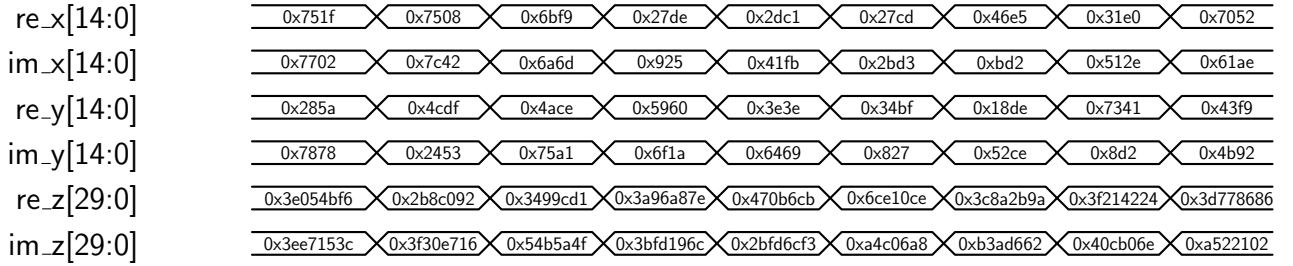 re_x[14:0] 0x751f 0x7508 0x6bf9 0x27de 0x2dc1 0x27cd 0x46e5 0x31e0 0x7052
im_x[14:0] 0x7702 0x7c42 0x6a6d 0x925 0x41fb 0x2bd3 0xbd2 0x512e 0x61ae
re_y[14:0] 0x285a 0x4cdf 0x4ace 0x5960 0x3e3e 0x34bf 0x18de 0x7341 0x43f9
im_y[14:0] 0x7878 0x2453 0x75a1 0x6f1a 0x6469 0x827 0x52ce 0x8d2 0x4b92
re_z[29:0] 0x3e054bf6 0x2b8c092 0x3499cd1 0x3a96a87e 0x470b6cb 0x6ce10ce 0x3c8a2b9a 0x3f214224 0x3d778686
im_z[29:0] 0x3ee7153c 0x3f30e716 0x54b5a4f 0x3bfd196c 0x2bfd6cf3 0xa4c06a8 0xb3ad662 0x40cb06e 0xa522102